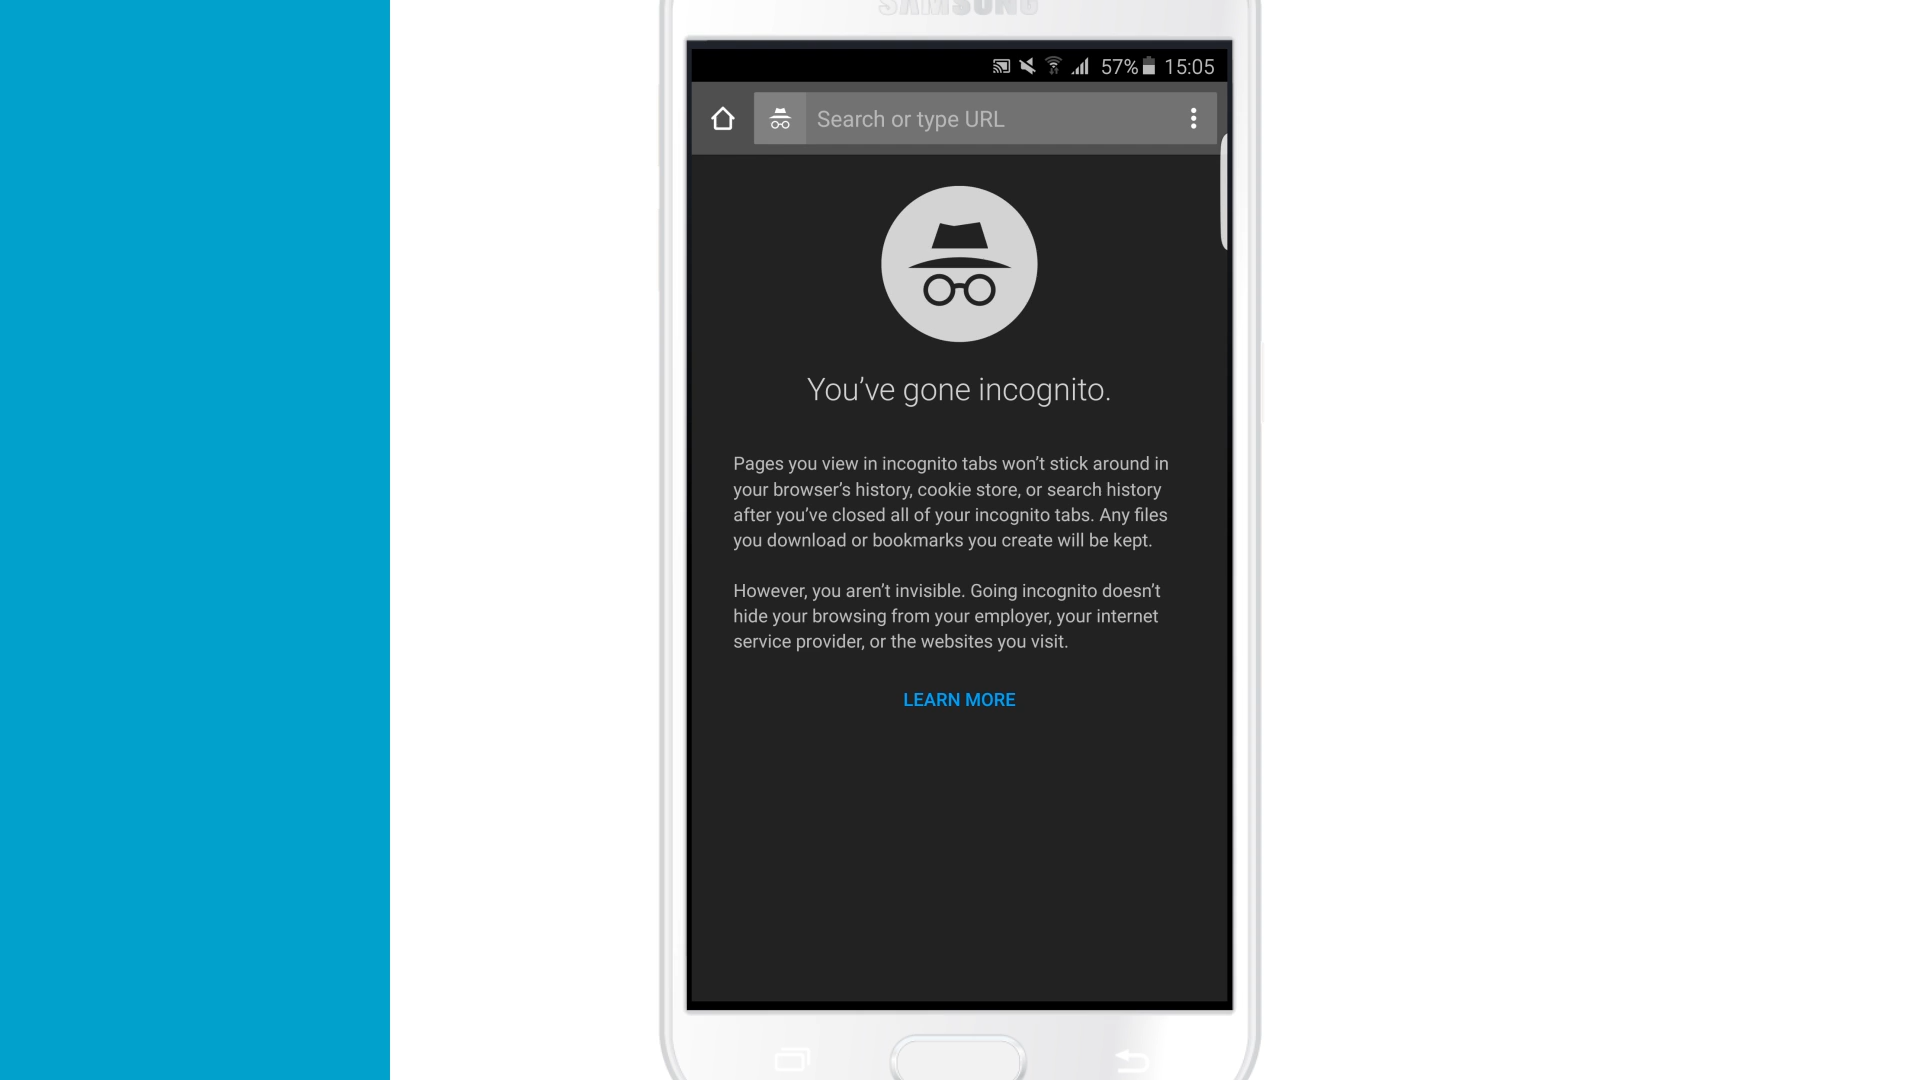 SAMSUNG
57% 15:05
Search or type URL
You’ve gone incognito.
Pages you view in incognito tabs won’t stick around in
your browser’s history, cookie store, or search history
after you’ve closed all of your incognito tabs. Any files
you download or bookmarks you create will be kept.
However, you aren’t invisible. Going incognito doesn’t
hide your browsing from your employer, your internet
service provider, or the websites you visit.
LEARN MORE